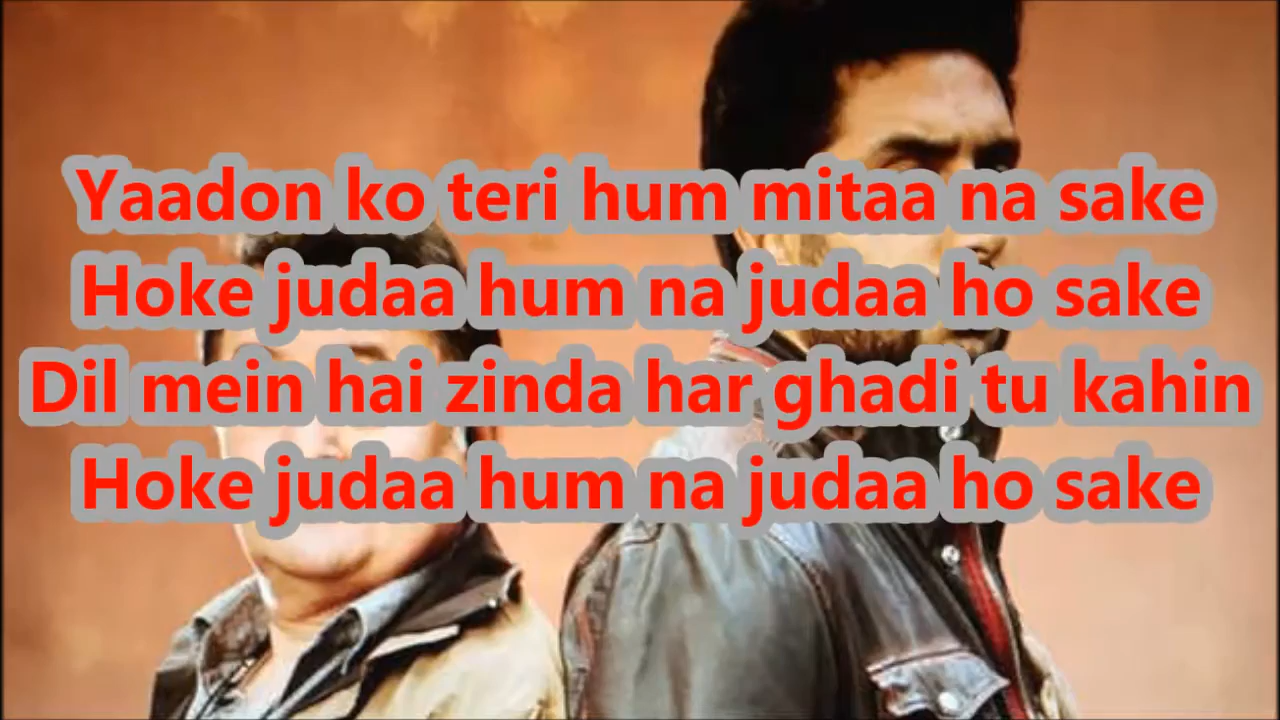 Yaadon ko teri hum mitaa na sake
Hoke judaa hum na judaa ho sake
Dil mein hai zinda har ghadi tu kahin
Hoke judaa hum na judaa ho sake